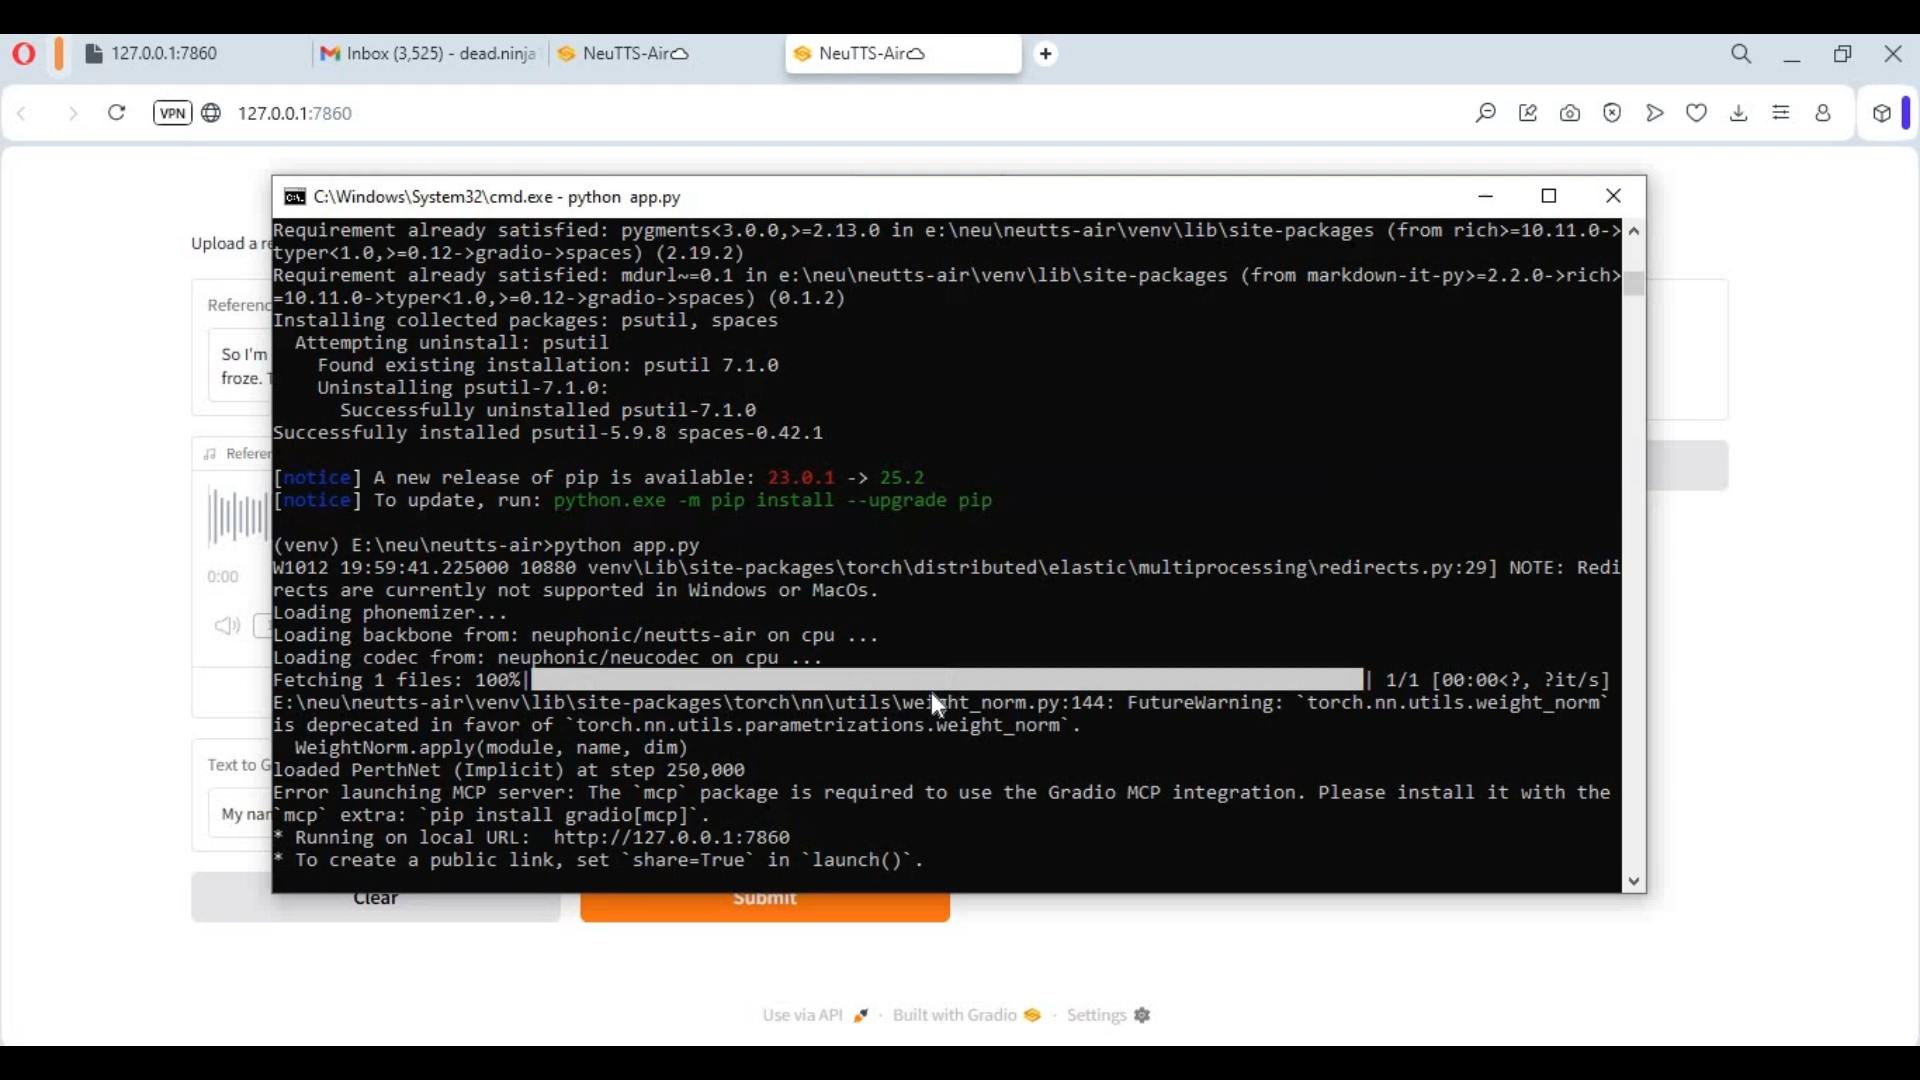 127.0.0.1:7860
Inbox (3,525) - dead.ninja
NeuTTS-Air
NeuTTS-Air
VPN
127.0.0.1:7860
C:\Windows\System32\cmd.exe - python  app.py
Upload a re
Requirement already satisfied: pygments<3.0.0,>=2.13.0 in e:\neu\neutts-air\venv\lib\site-packages (from rich>=10.11.0->
typer<1.0,>=0.12->gradio->spaces) (2.19.2)
Requirement already satisfied: mdurl~=0.1 in e:\neu\neutts-air\venv\lib\site-packages (from markdown-it-py>=2.2.0->rich>
=10.11.0->typer<1.0,>=0.12->gradio->spaces) (0.1.2)
Installing collected packages: psutil, spaces
  Attempting uninstall: psutil
    Found existing installation: psutil 7.1.0
    Uninstalling psutil-7.1.0:
      Successfully uninstalled psutil-7.1.0
Successfully installed psutil-5.9.8 spaces-0.42.1
[notice] A new release of pip is available: 23.0.1 -> 25.2
[notice] To update, run: python.exe -m pip install --upgrade pip
(venv) E:\neu\neutts-air>python app.py
W1012 19:59:41.225000 10880 venv\Lib\site-packages\torch\distributed\elastic\multiprocessing\redirects.py:29] NOTE: Redi
rects are currently not supported in Windows or MacOs.
Loading phonemizer...
Loading backbone from: neuphonic/neutts-air on cpu ...
Loading codec from: neuphonic/neucodec on cpu ...
Fetching 1 files: 100%| | 1/1 [00:00<?, ?it/s]
E:\neu\neutts-air\venv\lib\site-packages\torch\nn\utils\weight_norm.py:144: FutureWarning: `torch.nn.utils.weight_norm`
is deprecated in favor of `torch.nn.utils.parametrizations.weight_norm`.
  WeightNorm.apply(module, name, dim)
loaded PerthNet (Implicit) at step 250,000
Error launching MCP server: The `mcp` package is required to use the Gradio MCP integration. Please install it with the
`mcp` extra: `pip install gradio[mcp]`.
* Running on local URL:  http://127.0.0.1:7860
* To create a public link, set `share=True` in `launch()`.
Referenc
So I'm
froze. T
Referen
0:00
Text to G
My nar
Clear
Submit
Use via API · Built with Gradio · Settings